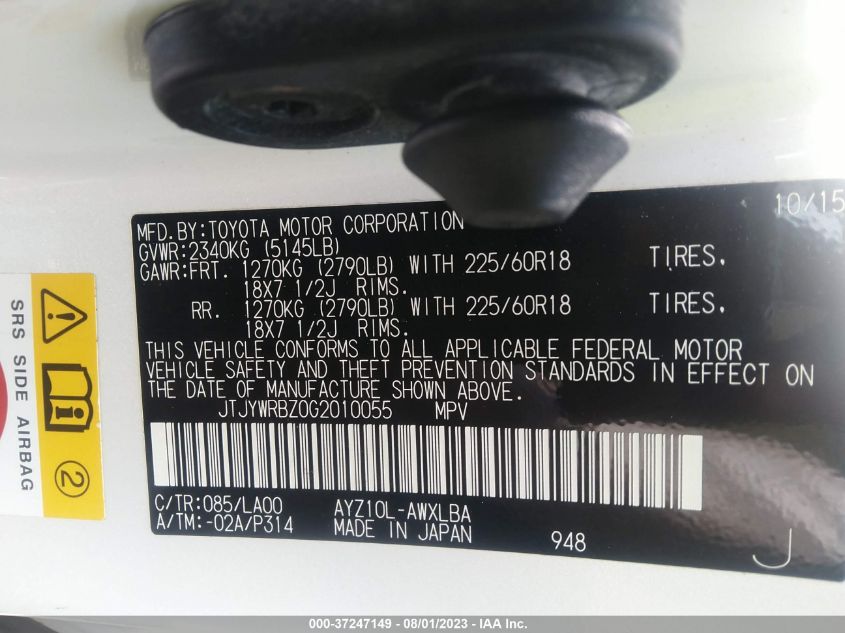 10/15
MFD.BY:TOYOTA MOTOR CORPORATION
GVWR:2340KG (5145LB)
GAWR:FRT. 1270KG (2790LB) WITH 225/60R18 TIRES.
18X7 1/2J RIMS.
RR. 1270KG (2790LB) WITH 225/60R18 TIRES.
18X7 1/2J RIMS.
THIS VEHICLE CONFORMS TO ALL APPLICABLE FEDERAL MOTOR
VEHICLE SAFETY AND THEFT PREVENTION STANDARDS IN EFFECT ON
THE DATE OF MANUFACTURE SHOWN ABOVE.
JTJYWRBZ0G2010055 MPV
C/TR:085/LA00 AYZ10L-AWXLBA
A/TM:-02A/P314 MADE IN JAPAN 948 J
SRS SIDE AIRBAG
2
000-37247149 - 08/01/2023 - IAA Inc.